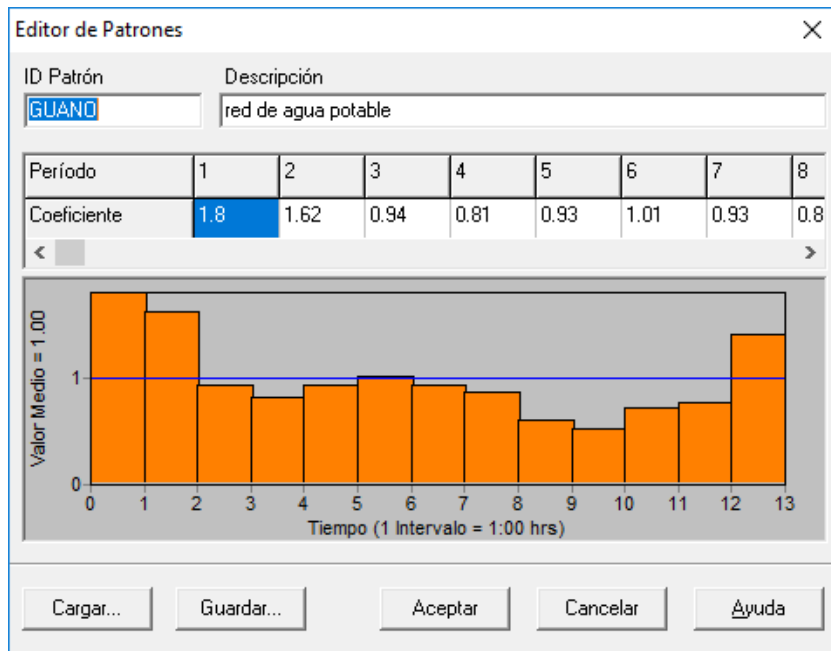 Editor de Patrones
ID Patrón Descripción
GUANO red de agua potable
Período 1 2 3 4 5 6 7 8
Coeficiente 1.8 1.62 0.94 0.81 0.93 1.01 0.93 0.8
Valor Medio = 1.00
1
0
0 1 2 3 4 5 6 7 8 9 10 11 12 13
Tiempo (1 Intervalo = 1:00 hrs)
Cargar... Guardar... Aceptar Cancelar Ayuda